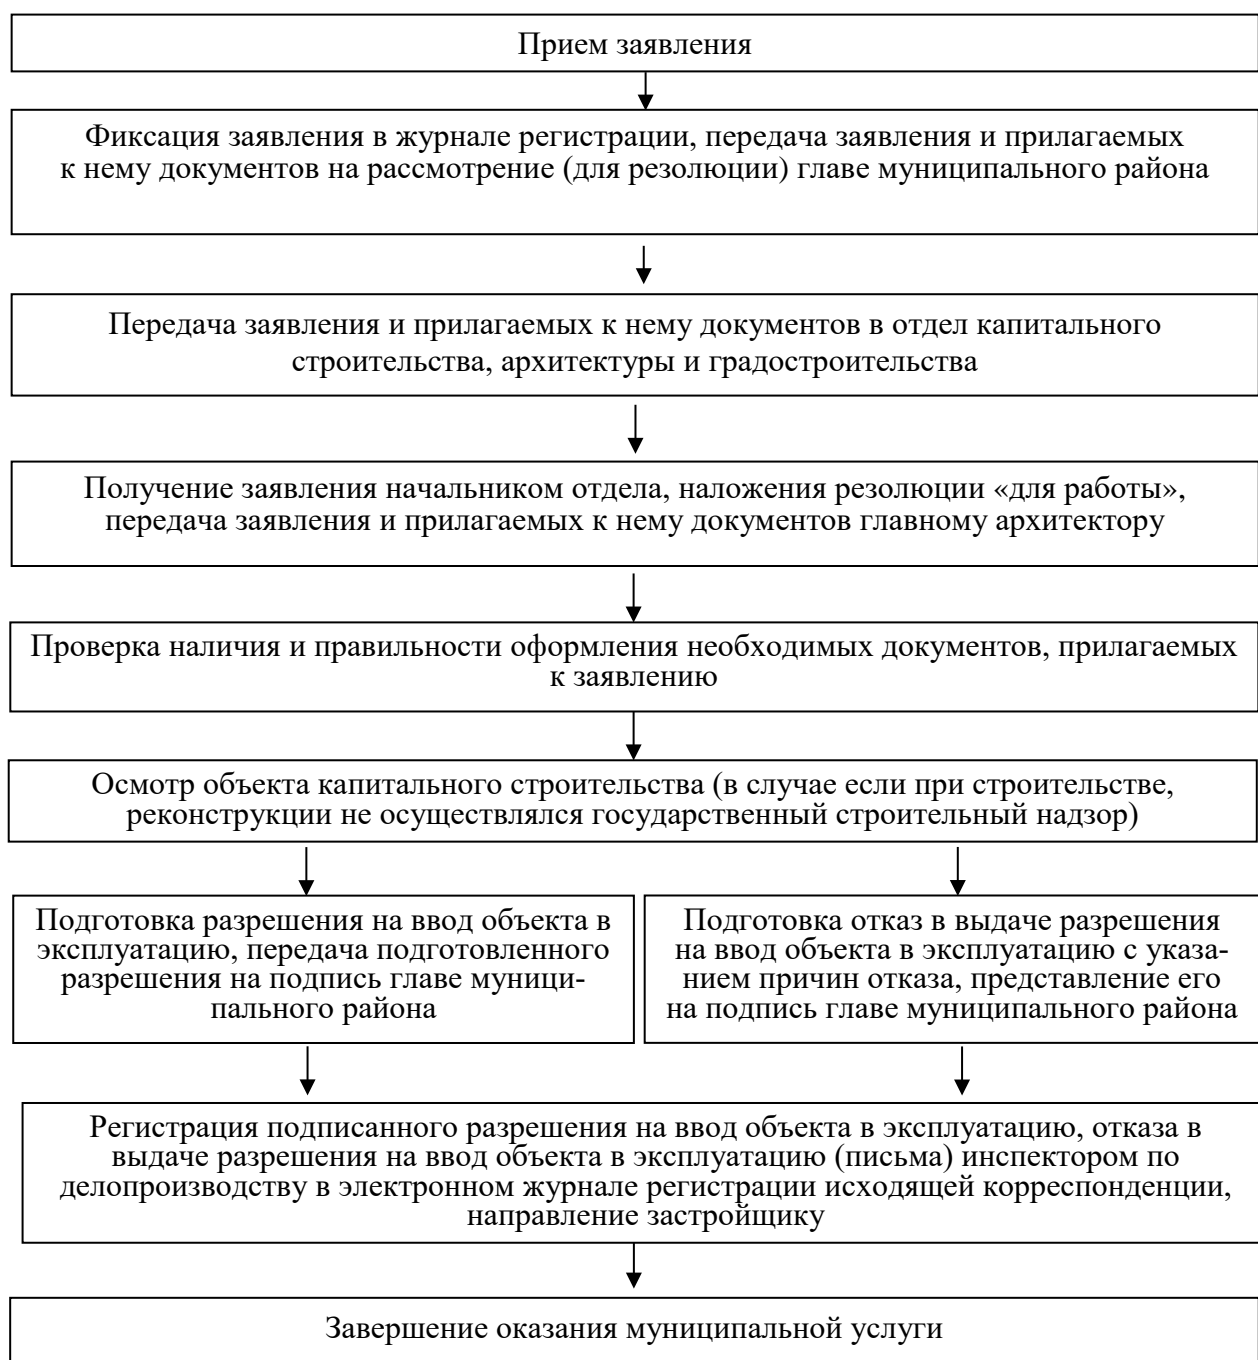 Прием заявления
Фиксация заявления в журнале регистрации, передача заявления и прилагаемых
к нему документов на рассмотрение (для резолюции) главе муниципального района
Передача заявления и прилагаемых к нему документов в отдел капитального
строительства, архитектуры и градостроительства
Получение заявления начальником отдела, наложения резолюции «для работы»,
передача заявления и прилагаемых к нему документов главному архитектору
Проверка наличия и правильности оформления необходимых документов, прилагаемых
к заявлению
Осмотр объекта капитального строительства (в случае если при строительстве,
реконструкции не осуществлялся государственный строительный надзор)
Подготовка разрешения на ввод объекта в
эксплуатацию, передача подготовленного
разрешения на подпись главе муници-
пального района
Подготовка отказ в выдаче разрешения
на ввод объекта в эксплуатацию с указа-
нием причин отказа, представление его
на подпись главе муниципального района
Регистрация подписанного разрешения на ввод объекта в эксплуатацию, отказа в
выдаче разрешения на ввод объекта в эксплуатацию (письма) инспектором по
делопроизводству в электронном журнале регистрации исходящей корреспонденции,
направление застройщику
Завершение оказания муниципальной услуги